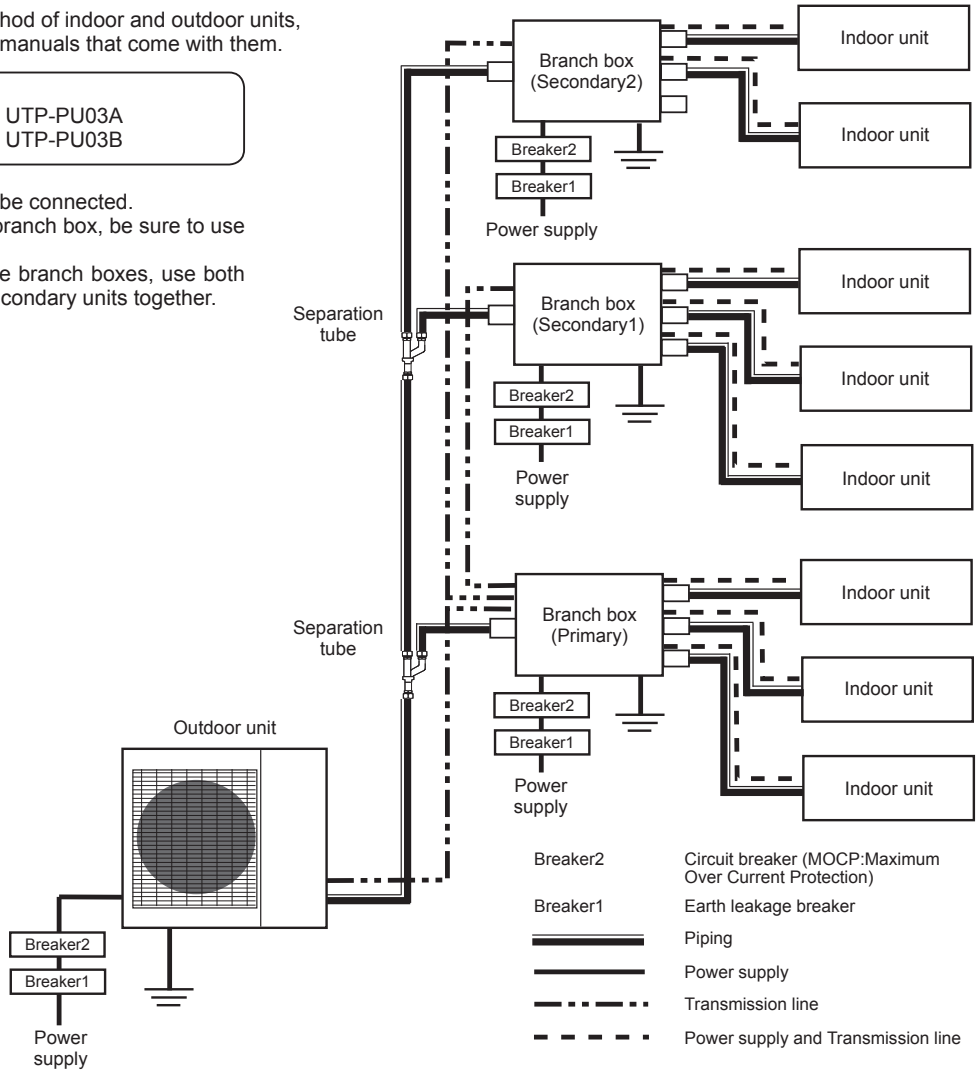 hod of indoor and outdoor units,
manuals that come with them.
UTP-PU03A
UTP-PU03B
be connected.
branch box, be sure to use
e branch boxes, use both
condary units together.
Branch box
(Secondary2)
Indoor unit
Indoor unit
Breaker2
Breaker1
Power supply
Separation
tube
Branch box
(Secondary1)
Indoor unit
Indoor unit
Indoor unit
Breaker2
Breaker1
Power
supply
Separation
tube
Branch box
(Primary)
Indoor unit
Indoor unit
Indoor unit
Breaker2
Breaker1
Power
supply
Outdoor unit
Breaker2
Breaker1
Power
supply
Breaker2 Circuit breaker (MOCP:Maximum
Over Current Protection)
Breaker1 Earth leakage breaker
Piping
Power supply
Transmission line
Power supply and Transmission line